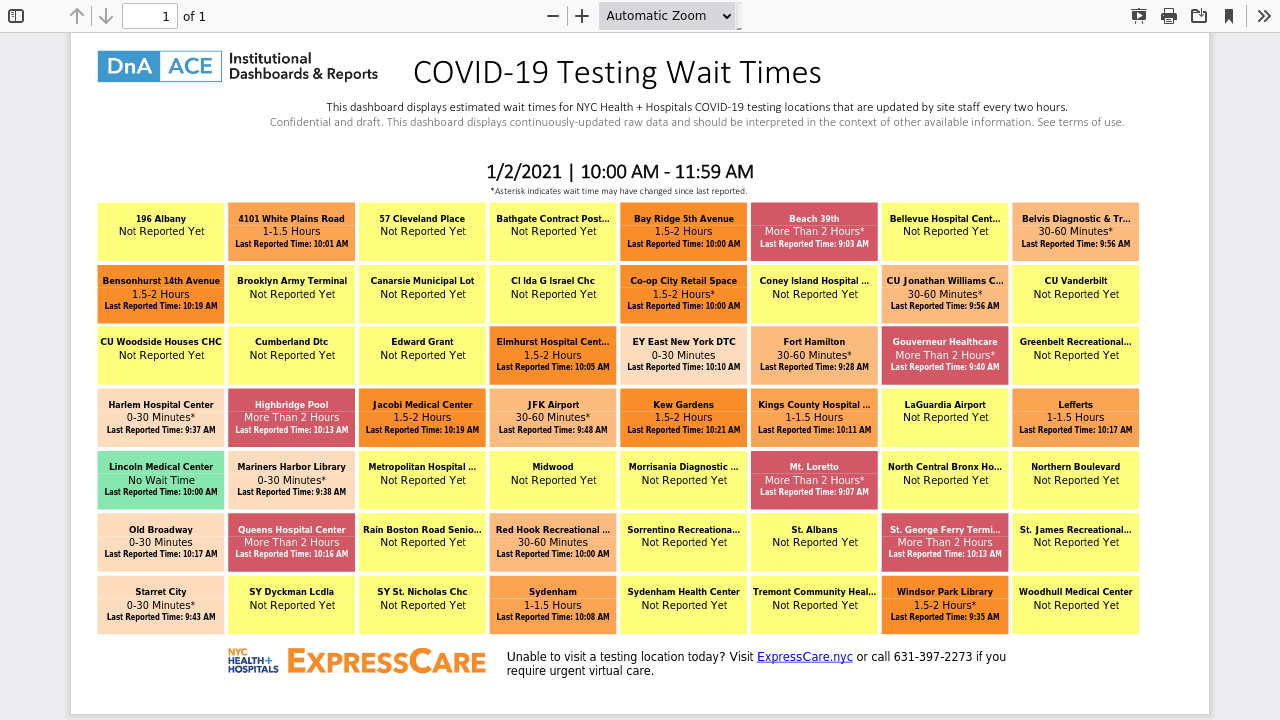 1 of 1 Automatic Zoom
DnA ACE Institutional Dashboards & Reports
COVID-19 Testing Wait Times
This dashboard displays estimated wait times for NYC Health + Hospitals COVID-19 testing locations that are updated by site staff every two hours.
Confidential and draft. This dashboard displays continuously-updated raw data and should be interpreted in the context of other available information. See terms of use.
1/2/2021 | 10:00 AM - 11:59 AM
*Asterisk indicates wait time may have changed since last reported.
196 Albany
Not Reported Yet
4101 White Plains Road
1-1.5 Hours
Last Reported Time: 10:01 AM
57 Cleveland Place
Not Reported Yet
Bathgate Contract Post...
Not Reported Yet
Bay Ridge 5th Avenue
1.5-2 Hours
Last Reported Time: 10:00 AM
Beach 39th
More Than 2 Hours*
Last Reported Time: 9:03 AM
Bellevue Hospital Cent...
Not Reported Yet
Belvis Diagnostic & Tr...
30-60 Minutes*
Last Reported Time: 9:56 AM
Bensonhurst 14th Avenue
1.5-2 Hours
Last Reported Time: 10:19 AM
Brooklyn Army Terminal
Not Reported Yet
Canarsie Municipal Lot
Not Reported Yet
CI Ida G Israel Chc
Not Reported Yet
Co-op City Retail Space
1.5-2 Hours*
Last Reported Time: 10:00 AM
Coney Island Hospital ...
Not Reported Yet
CU Jonathan Williams C...
30-60 Minutes*
Last Reported Time: 9:56 AM
CU Vanderbilt
Not Reported Yet
CU Woodside Houses CHC
Not Reported Yet
Cumberland Dtc
Not Reported Yet
Edward Grant
Not Reported Yet
Elmhurst Hospital Cent...
1.5-2 Hours
Last Reported Time: 10:05 AM
EY East New York DTC
0-30 Minutes
Last Reported Time: 10:10 AM
Fort Hamilton
30-60 Minutes*
Last Reported Time: 9:28 AM
Gouverneur Healthcare
More Than 2 Hours*
Last Reported Time: 9:40 AM
Greenbelt Recreational...
Not Reported Yet
Harlem Hospital Center
0-30 Minutes*
Last Reported Time: 9:37 AM
Highbridge Pool
More Than 2 Hours
Last Reported Time: 10:13 AM
Jacobi Medical Center
1.5-2 Hours
Last Reported Time: 10:19 AM
JFK Airport
30-60 Minutes*
Last Reported Time: 9:48 AM
Kew Gardens
1.5-2 Hours
Last Reported Time: 10:21 AM
Kings County Hospital ...
1-1.5 Hours
Last Reported Time: 10:11 AM
LaGuardia Airport
Not Reported Yet
Lefferts
1-1.5 Hours
Last Reported Time: 10:17 AM
Lincoln Medical Center
No Wait Time
Last Reported Time: 10:00 AM
Mariners Harbor Library
0-30 Minutes*
Last Reported Time: 9:38 AM
Metropolitan Hospital ...
Not Reported Yet
Midwood
Not Reported Yet
Morrisania Diagnostic ...
Not Reported Yet
Mt. Loretto
More Than 2 Hours*
Last Reported Time: 9:07 AM
North Central Bronx Ho...
Not Reported Yet
Northern Boulevard
Not Reported Yet
Old Broadway
0-30 Minutes
Last Reported Time: 10:17 AM
Queens Hospital Center
More Than 2 Hours
Last Reported Time: 10:16 AM
Rain Boston Road Senio...
Not Reported Yet
Red Hook Recreational ...
30-60 Minutes
Last Reported Time: 10:00 AM
Sorrentino Recreationa...
Not Reported Yet
St. Albans
Not Reported Yet
St. George Ferry Termi...
More Than 2 Hours
Last Reported Time: 10:13 AM
St. James Recreational...
Not Reported Yet
Starret City
0-30 Minutes*
Last Reported Time: 9:43 AM
SY Dyckman Lcdla
Not Reported Yet
SY St. Nicholas Chc
Not Reported Yet
Sydenham
1-1.5 Hours
Last Reported Time: 10:08 AM
Sydenham Health Center
Not Reported Yet
Tremont Community Heal...
Not Reported Yet
Windsor Park Library
1.5-2 Hours*
Last Reported Time: 9:35 AM
Woodhull Medical Center
Not Reported Yet
NYC
HEALTH+
HOSPITALS
EXPRESSCARE
Unable to visit a testing location today? Visit ExpressCare.nyc or call 631-397-2273 if you
require urgent virtual care.